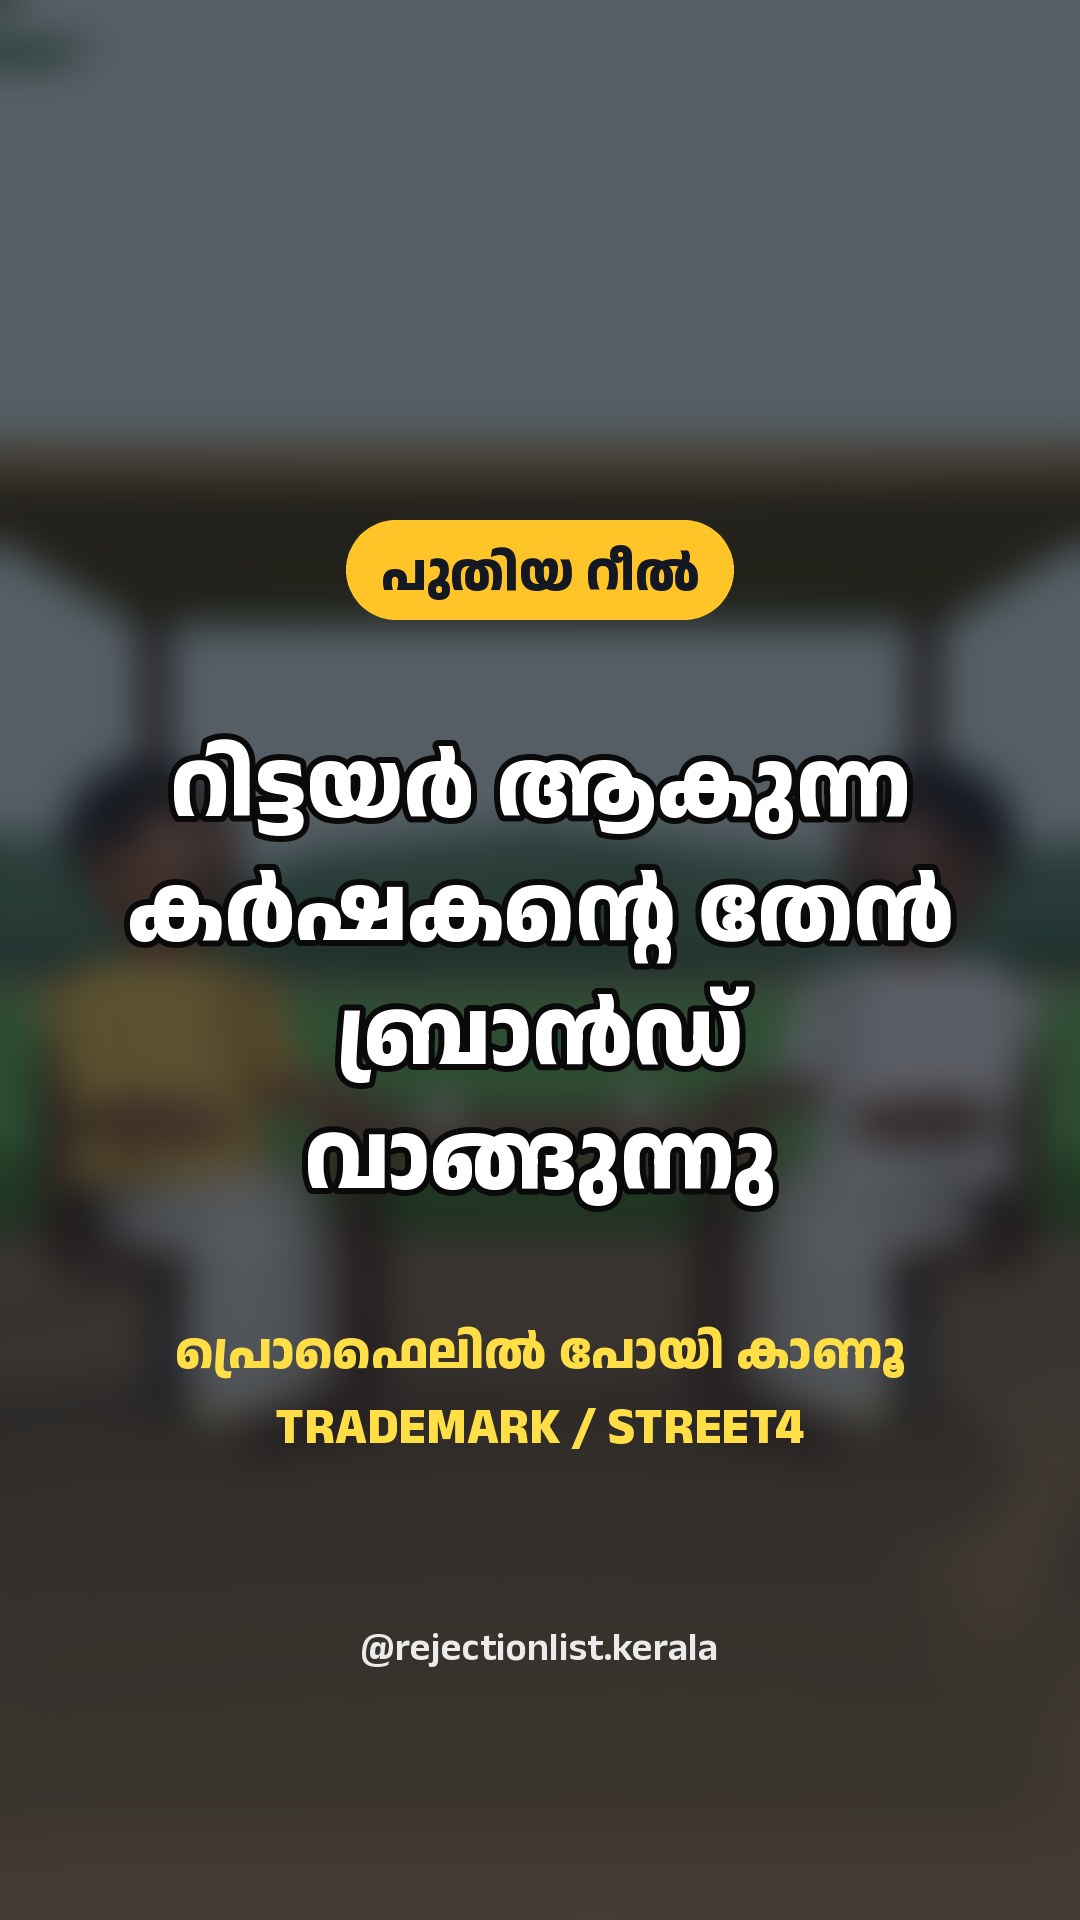 പുതിയ റീൽ
റിട്ടയർ ആകുന്ന
കർഷകന്റെ തേൻ
ബ്രാൻഡ്
വാങ്ങുന്നു
പ്രൊഫൈലിൽ പോയി കാണൂ
TRADEMARK / STREET4
@rejectionlist.kerala